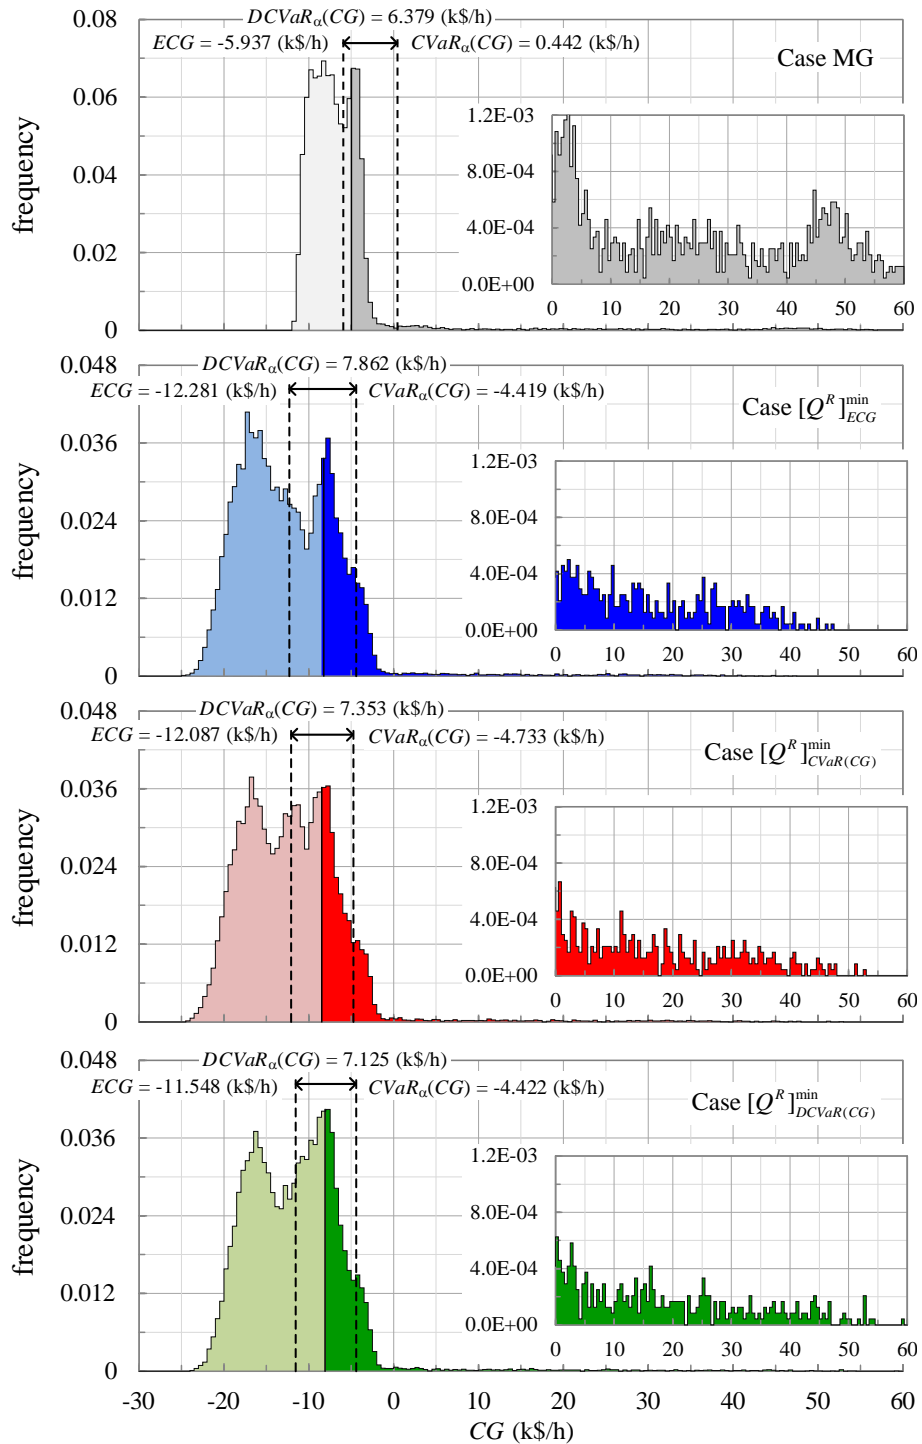 DCVaRα(CG) = 6.379 (k$/h)
ECG = -5.937 (k$/h)
CVaRα(CG) = 0.442 (k$/h)
Case MG
0.08
0.06
0.04
0.02
0
frequency
1.2E-03
8.0E-04
4.0E-04
0.0E+00
0 10 20 30 40 50 60
DCVaRα(CG) = 7.862 (k$/h)
ECG = -12.281 (k$/h)
CVaRα(CG) = -4.419 (k$/h)
Case [Q^R]^min_ECG
0.048
0.036
0.024
0.012
0
frequency
1.2E-03
8.0E-04
4.0E-04
0.0E+00
0 10 20 30 40 50 60
DCVaRα(CG) = 7.353 (k$/h)
ECG = -12.087 (k$/h)
CVaRα(CG) = -4.733 (k$/h)
Case [Q^R]^min_CVaR(CG)
0.048
0.036
0.024
0.012
0
frequency
1.2E-03
8.0E-04
4.0E-04
0.0E+00
0 10 20 30 40 50 60
DCVaRα(CG) = 7.125 (k$/h)
ECG = -11.548 (k$/h)
CVaRα(CG) = -4.422 (k$/h)
Case [Q^R]^min_DCVaR(CG)
0.048
0.036
0.024
0.012
0
frequency
1.2E-03
8.0E-04
4.0E-04
0.0E+00
0 10 20 30 40 50 60
-30 -20 -10 0 10 20 30 40 50 60
CG (k$/h)